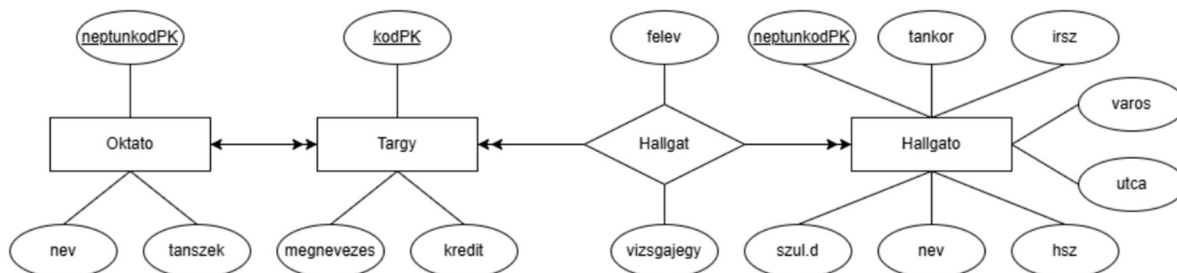 neptunkodPK
kodPK
felev
neptunkodPK
tankor
irsz
varos
Oktato
Targy
Hallgat
Hallgato
utca
nev
tanszek
megnevezes
kredit
vizsgajegy
szul.d
nev
hsz